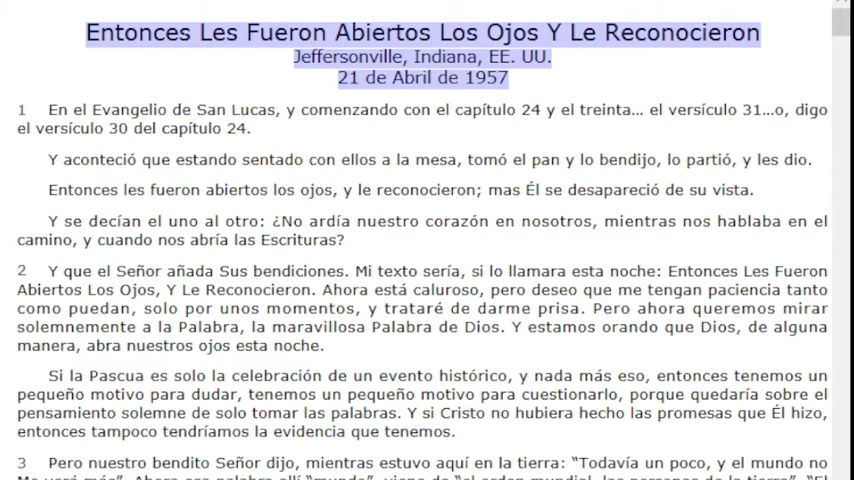 Entonces Les Fueron Abiertos Los Ojos Y Le Reconocieron
Jeffersonville, Indiana, EE. UU.
21 de Abril de 1957
1 En el Evangelio de San Lucas, y comenzando con el capítulo 24 y el treinta... el versículo 31...o, digo
el versículo 30 del capítulo 24.
Y aconteció que estando sentado con ellos a la mesa, tomó el pan y lo bendijo, lo partió, y les dio.
Entonces les fueron abiertos los ojos, y le reconocieron; mas Él se desapareció de su vista.
Y se decían el uno al otro: ¿No ardía nuestro corazón en nosotros, mientras nos hablaba en el
camino, y cuando nos abría las Escrituras?
2 Y que el Señor añada Sus bendiciones. Mi texto sería, si lo llamara esta noche: Entonces Les Fueron
Abiertos Los Ojos, Y Le Reconocieron. Ahora está caluroso, pero deseo que me tengan paciencia tanto
como puedan, solo por unos momentos, y trataré de darme prisa. Pero ahora queremos mirar
solemnemente a la Palabra, la maravillosa Palabra de Dios. Y estamos orando que Dios, de alguna
manera, abra nuestros ojos esta noche.
Si la Pascua es solo la celebración de un evento histórico, y nada más eso, entonces tenemos un
pequeño motivo para dudar, tenemos un pequeño motivo para cuestionarlo, porque quedaría sobre el
pensamiento solemne de solo tomar las palabras. Y si Cristo no hubiera hecho las promesas que Él hizo,
entonces tampoco tendríamos la evidencia que tenemos.
3 Pero nuestro bendito Señor dijo, mientras estuvo aquí en la tierra: "Todavía un poco, y el mundo no